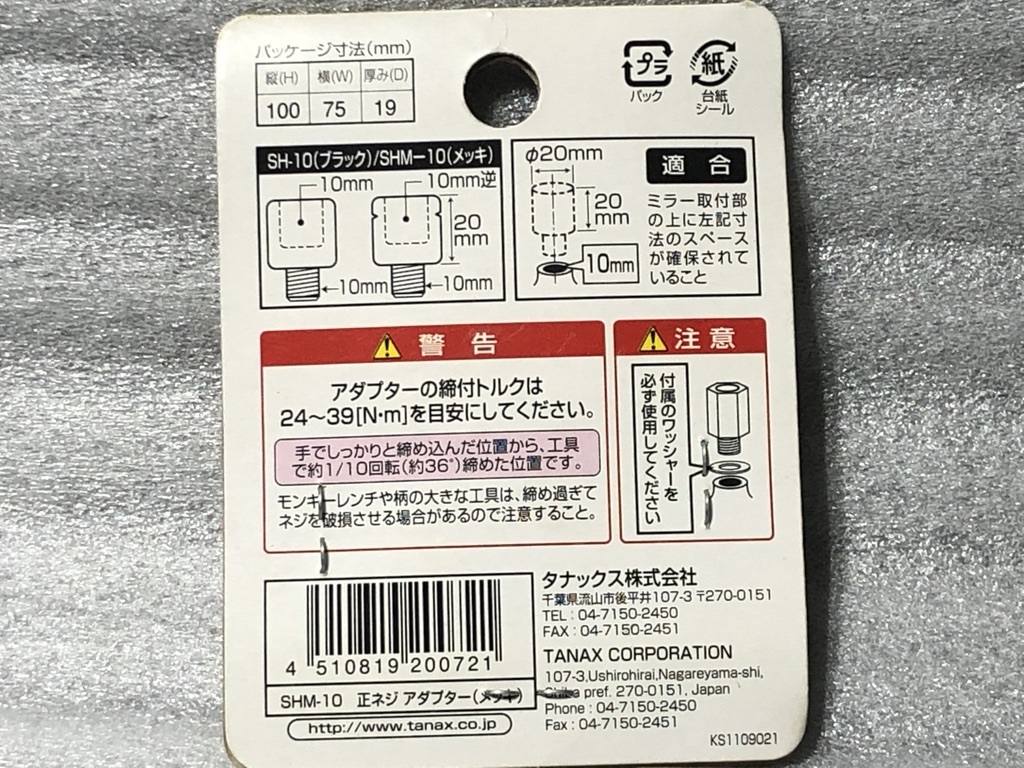 パッケージ寸法(mm)
縦(H) 横(W) 厚み(D)
100 75 19
プラ
パック
紙
台紙
シール
SH-10(ブラック)/SHM-10(メッキ)
10mm 10mm逆
20
mm
10mm 10mm
φ20mm
20
mm
10mm
適合
ミラー取付部
の上に左記寸
法のスペース
が確保されて
いること
警告
アダプターの締付トルクは
24〜39[N・m]を目安にしてください。
手でしっかりと締め込んだ位置から、工具
で約1/10回転(約36°)締めた位置です。
モンキーレンチや柄の大きな工具は、締め過ぎて
ネジを破損させる場合があるので注意すること。
注意
付属のワッシャーを
必ず使用してください
4 510819 200721
SHM-10 正ネジ アダプター(メッキ)
http://www.tanax.co.jp
タナックス株式会社
千葉県流山市後平井107-3 〒270-0151
TEL : 04-7150-2450
FAX : 04-7150-2451
TANAX CORPORATION
107-3,Ushirohirai,Nagareyama-shi,
Chiba pref. 270-0151, Japan
Phone : 04-7150-2450
Fax : 04-7150-2451
KS1109021